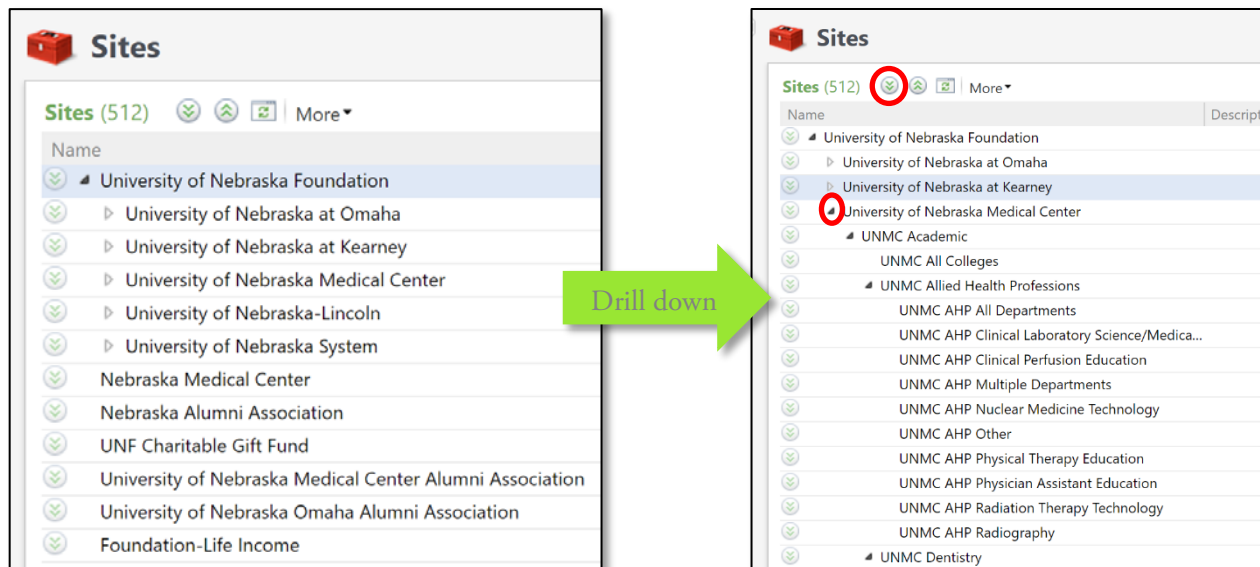 Sites
Sites (512) More
Name
University of Nebraska Foundation
University of Nebraska at Omaha
University of Nebraska at Kearney
University of Nebraska Medical Center
University of Nebraska-Lincoln
University of Nebraska System
Nebraska Medical Center
Nebraska Alumni Association
UNF Charitable Gift Fund
University of Nebraska Medical Center Alumni Association
University of Nebraska Omaha Alumni Association
Foundation-Life Income
Drill down
Sites
Sites (512) More
Name Descript
University of Nebraska Foundation
University of Nebraska at Omaha
University of Nebraska at Kearney
University of Nebraska Medical Center
UNMC Academic
UNMC All Colleges
UNMC Allied Health Professions
UNMC AHP All Departments
UNMC AHP Clinical Laboratory Science/Medica...
UNMC AHP Clinical Perfusion Education
UNMC AHP Multiple Departments
UNMC AHP Nuclear Medicine Technology
UNMC AHP Other
UNMC AHP Physical Therapy Education
UNMC AHP Physician Assistant Education
UNMC AHP Radiation Therapy Technology
UNMC AHP Radiography
UNMC Dentistry